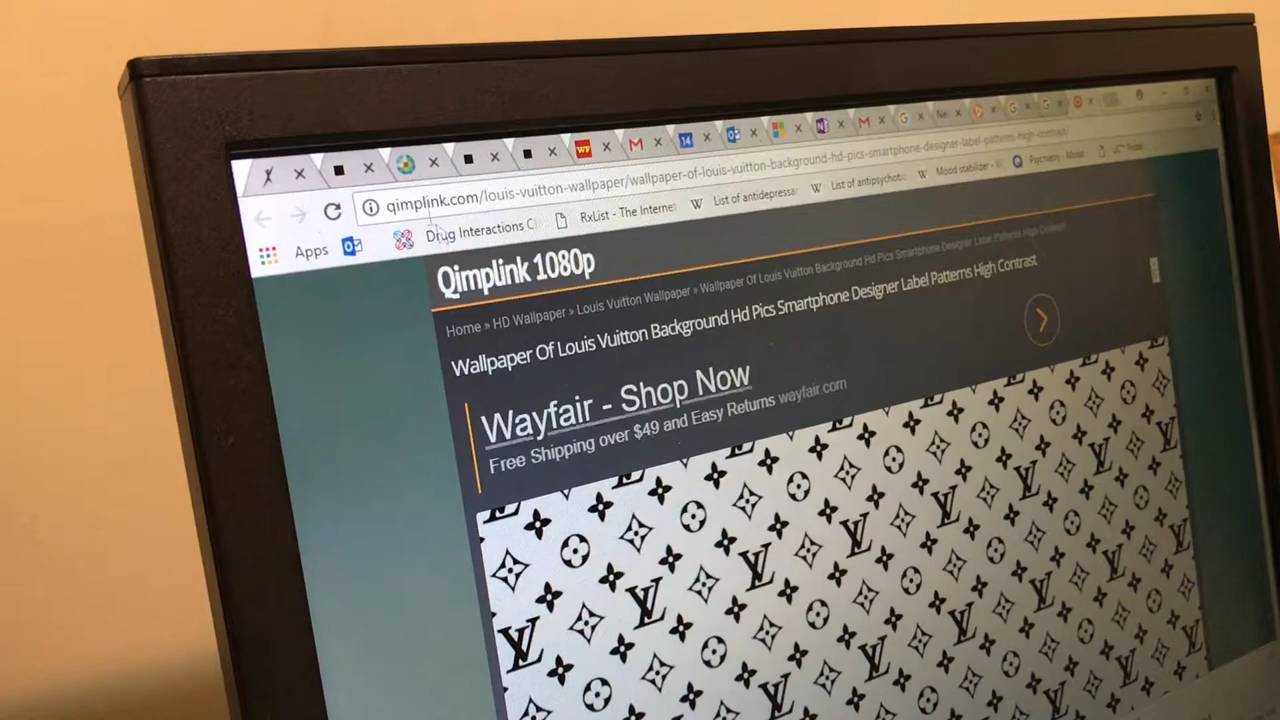 14
WF
Ne
qimplink.com/louis-vuitton-wallpaper/wallpaper-of-louis-vuitton-background-hd-pics-smartphone-designer-label-patterns-high-contrast/
Apps
Drug Interactions C
RxList - The Interne
W List of antidepressa
W List of antipsychotic
W Mood stabilizer - W
Qimplink 1080p
Home » HD Wallpaper » Louis Vuitton Wallpaper » Wallpaper Of Louis Vuitton Background Hd Pics Smartphone Designer Label Patterns High Contrast
Wallpaper Of Louis Vuitton Background Hd Pics Smartphone Designer Label Patterns High Contrast
Wayfair - Shop Now
Free Shipping over $49 and Easy Returns wayfair.com